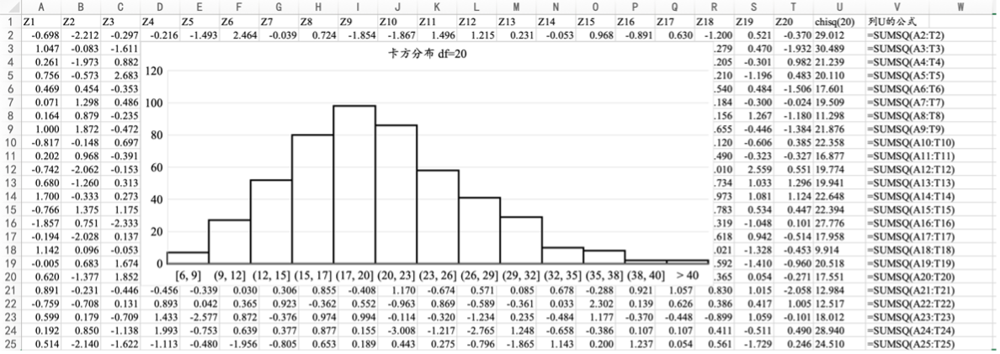 A B C D E F G H I J K L M N O P Q R S T U V W
1 Z1 Z2 Z3 Z4 Z5 Z6 Z7 Z8 Z9 Z10 Z11 Z12 Z13 Z14 Z15 Z16 Z17 Z18 Z19 Z20 chisq(20) 列U的公式
2 -0.698 -2.212 -0.297 -0.216 -1.493 2.464 -0.039 0.724 -1.854 -1.867 1.496 1.215 0.231 -0.053 0.968 -0.891 0.630 -1.200 0.521 -0.370 29.012 =SUMSQ(A2:T2)
3 1.047 -0.083 -1.611 .279 0.470 -1.932 30.489 =SUMSQ(A3:T3)
卡方分布 df=20
4 0.261 -1.973 0.882 .205 -0.301 0.982 21.239 =SUMSQ(A4:T4)
5 0.756 -0.573 2.683 120 .210 -1.196 0.483 20.110 =SUMSQ(A5:T5)
6 0.469 0.454 -0.353 .540 0.484 -1.506 17.601 =SUMSQ(A6:T6)
7 0.071 1.298 0.486 100 .184 -0.300 -0.024 19.509 =SUMSQ(A7:T7)
8 0.164 0.879 -0.235 .156 1.267 -1.180 11.298 =SUMSQ(A8:T8)
9 1.000 1.872 -0.472 80 .655 -0.446 -1.384 21.876 =SUMSQ(A9:T9)
10 -0.817 -0.148 0.697 .120 -0.606 0.385 22.358 =SUMSQ(A10:T10)
11 0.202 0.968 -0.391 .490 -0.323 -0.327 16.877 =SUMSQ(A11:T11)
12 -0.742 -2.062 -0.153 60 .010 2.559 0.551 19.774 =SUMSQ(A12:T12)
13 0.680 -1.260 0.313 .734 1.033 1.296 19.941 =SUMSQ(A13:T13)
14 1.700 -0.333 0.273 40 .973 1.081 1.124 22.648 =SUMSQ(A14:T14)
15 -0.766 1.375 1.175 .783 0.534 0.447 22.394 =SUMSQ(A15:T15)
16 -1.857 0.751 -2.333 20 .319 -1.048 0.101 27.776 =SUMSQ(A16:T16)
17 -0.194 -2.028 0.137 .618 0.942 -0.514 17.958 =SUMSQ(A17:T17)
18 1.142 0.096 -0.053 .021 -1.328 -0.453 9.914 =SUMSQ(A18:T18)
19 -0.005 0.683 1.674 0 .592 -1.410 -0.960 20.518 =SUMSQ(A19:T19)
20 0.620 -1.377 1.852 [6, 9] (9, 12] (12, 15] (15, 17] (17, 20] (20, 23] (23, 26] (26, 29] (29, 32] (32, 35] (35, 38] (38, 40] > 40 .365 0.054 -0.271 17.551 =SUMSQ(A20:T20)
21 0.891 -0.231 -0.446 -0.456 -0.339 0.030 0.306 0.855 -0.408 1.170 -0.674 0.571 0.085 0.678 -0.288 0.921 1.057 0.830 1.015 -2.058 12.984 =SUMSQ(A21:T21)
22 -0.759 -0.708 0.131 0.893 0.042 0.365 0.923 -0.362 0.552 -0.963 0.869 -0.589 -0.361 0.033 2.302 0.139 0.626 0.386 0.417 1.005 12.517 =SUMSQ(A22:T22)
23 0.599 0.179 -0.709 1.433 -2.577 0.872 -0.376 0.974 0.994 -0.114 -0.320 -1.234 0.235 -0.484 1.177 -0.370 -0.448 -0.899 1.059 -0.101 18.012 =SUMSQ(A23:T23)
24 0.192 0.850 -1.138 1.993 -0.753 0.639 0.377 0.877 0.155 -3.008 -1.217 -2.765 1.248 -0.658 -0.386 0.107 0.107 0.411 -0.511 0.490 28.940 =SUMSQ(A24:T24)
25 0.514 -2.140 -1.622 -1.113 -0.480 -1.956 -0.805 0.653 0.189 0.443 0.275 -0.796 -1.865 1.143 0.200 1.237 0.054 0.561 -1.729 0.246 24.510 =SUMSQ(A25:T25)